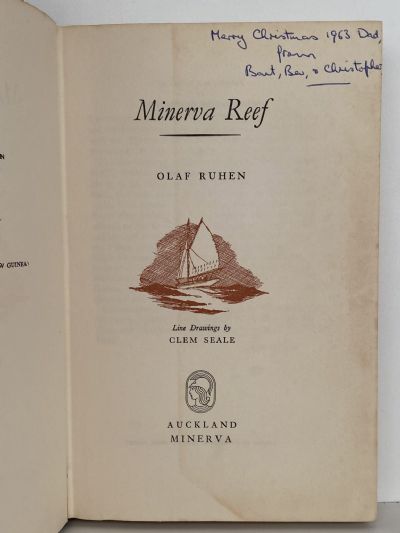 Merry Christmas 1963 Dad,
from
Bart, Bev, & Christopher
Minerva Reef
OLAF RUHEN
Line Drawings by
CLEM SEALE
AUCKLAND
MINERVA
N
W GUINEA)